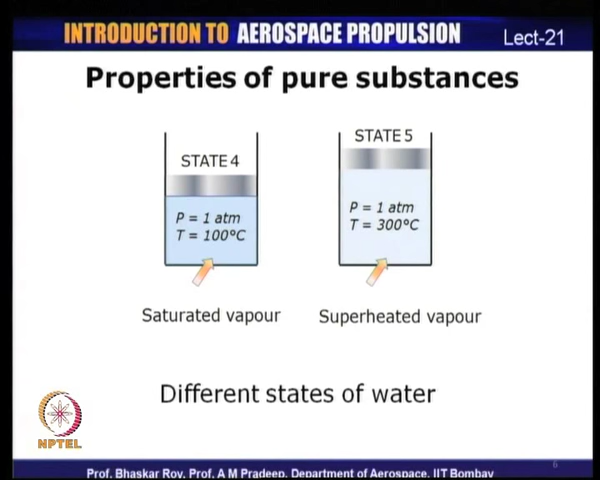 INTRODUCTION TO AEROSPACE PROPULSION Lect-21
Properties of pure substances
STATE 4
P = 1 atm
T = 100°C
Saturated vapour
STATE 5
P = 1 atm
T = 300°C
Superheated vapour
Different states of water
NPTEL
6
Prof. Bhaskar Roy, Prof. A M Pradeep, Department of Aerospace, IIT Bombay